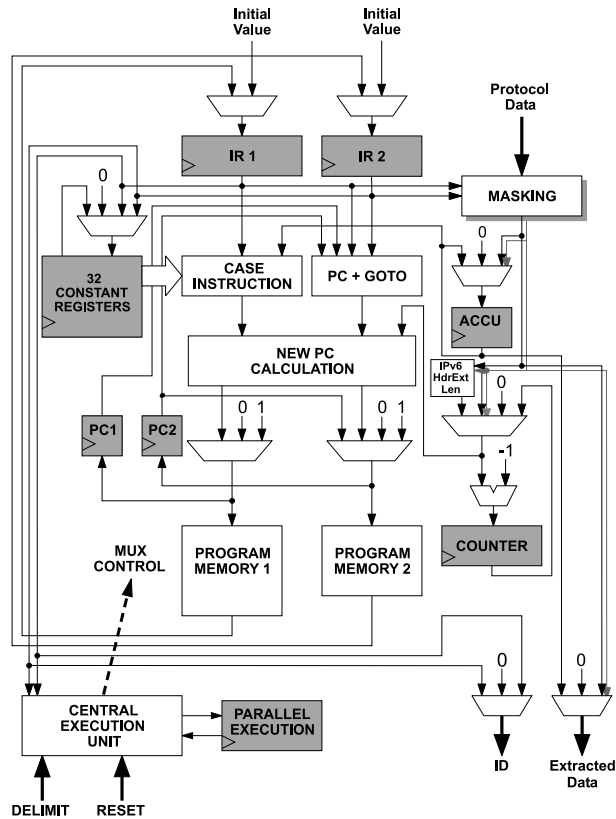 Initial
Value
Initial
Value
Protocol
Data
IR 1
IR 2
0
MASKING
0
32
CONSTANT
REGISTERS
CASE
INSTRUCTION
PC + GOTO
ACCU
NEW PC
CALCULATION
IPv6
HdrExt
Len
0
PC1
PC2
0 1
0 1
-1
MUX
CONTROL
PROGRAM
MEMORY 1
PROGRAM
MEMORY 2
COUNTER
0
0
CENTRAL
EXECUTION
UNIT
PARALLEL
EXECUTION
ID
Extracted
Data
DELIMIT
RESET